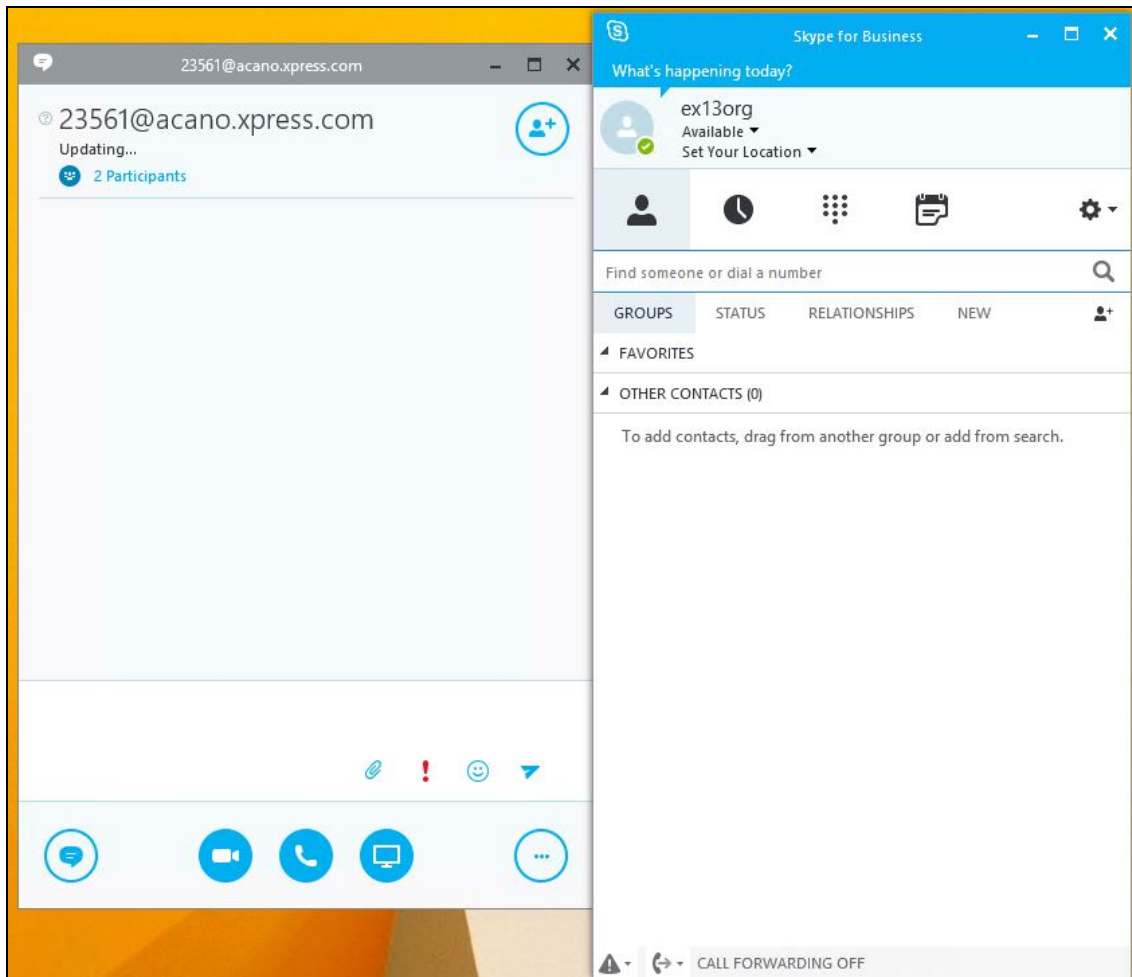 23561@acano.xpress.com
23561@acano.xpress.com
Updating...
2 Participants
Skype for Business
What's happening today?
ex13org
Available
Set Your Location
Find someone or dial a number
GROUPS STATUS RELATIONSHIPS NEW
FAVORITES
OTHER CONTACTS (0)
To add contacts, drag from another group or add from search.
CALL FORWARDING OFF